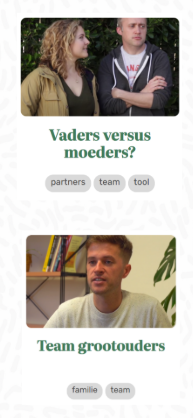 Vaders versus
moeders?
partners team tool
Team grootouders
familie team